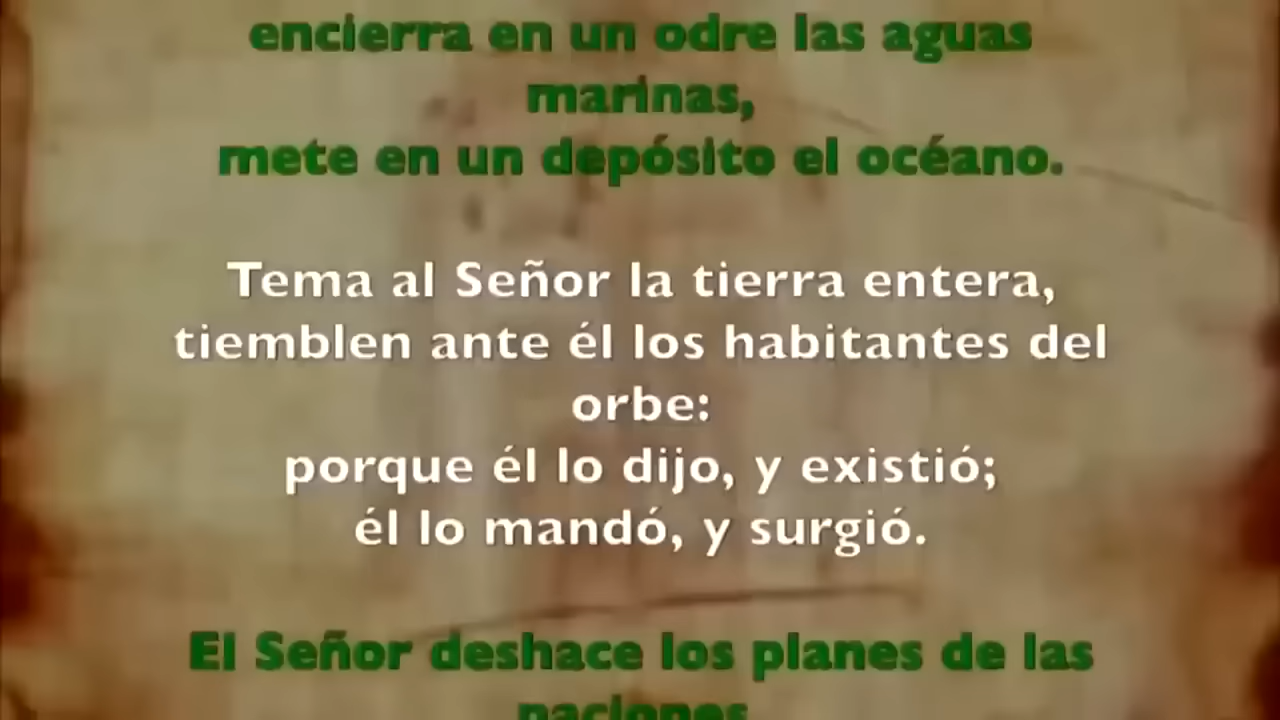 encierra en un odre las aguas
marinas,
mete en un depósito el océano.
Tema al Señor la tierra entera,
tiemblen ante él los habitantes del
orbe:
porque él lo dijo, y existió;
él lo mandó, y surgió.
El Señor deshace los planes de las
naciones